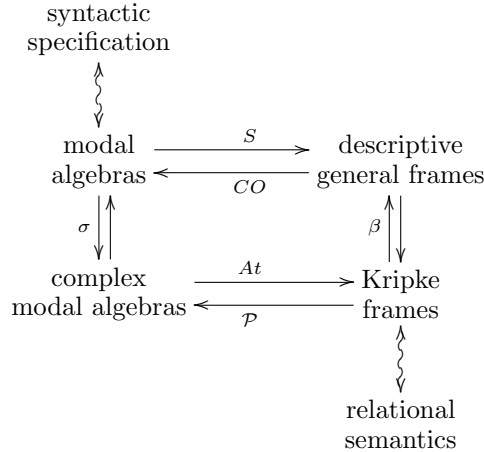 syntactic
specification
modal
algebras
S
CO
descriptive
general frames
σ
β
complex
modal algebras
At
𝒫
Kripke
frames
relational
semantics